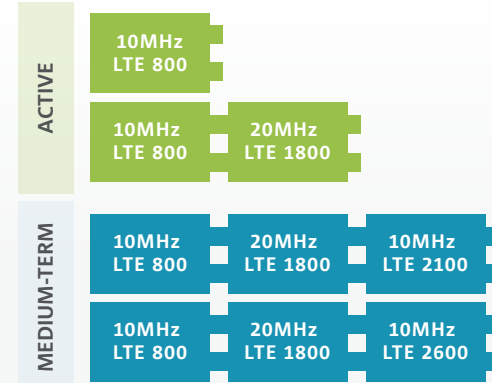 ACTIVE
10MHz
LTE 800
10MHz
LTE 800
20MHz
LTE 1800
MEDIUM-TERM
10MHz
LTE 800
20MHz
LTE 1800
10MHz
LTE 2100
10MHz
LTE 800
20MHz
LTE 1800
10MHz
LTE 2600